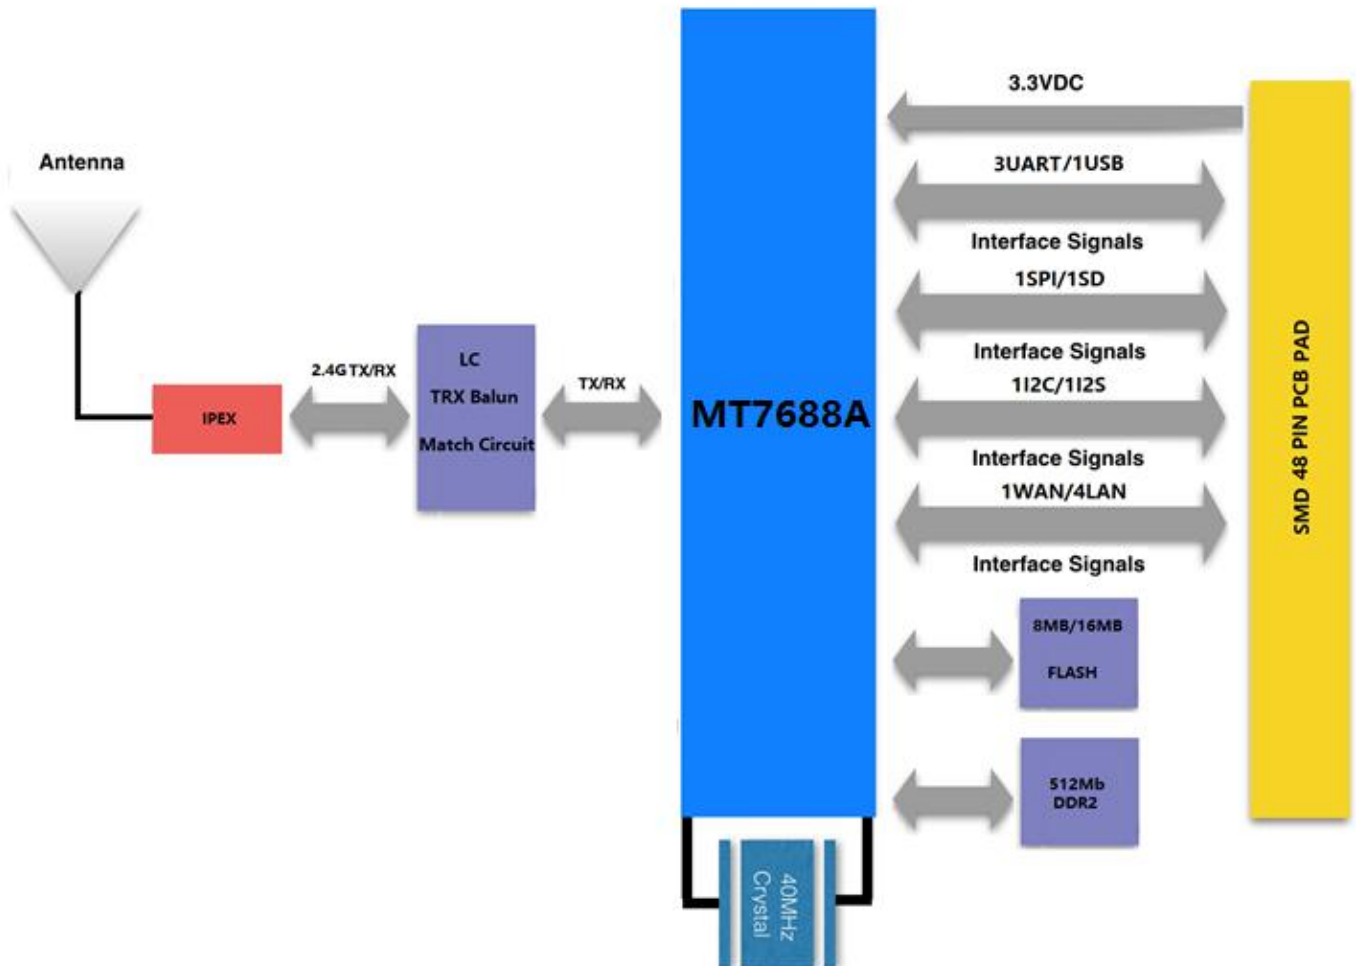 Antenna
IPEX
2.4G TX/RX
LC
TRX Balun
Match Circuit
TX/RX
MT7688A
3.3VDC
3UART/1USB
Interface Signals
1SPI/1SD
Interface Signals
1I2C/1I2S
Interface Signals
1WAN/4LAN
Interface Signals
8MB/16MB
FLASH
512Mb
DDR2
SMD 48 PIN PCB PAD
40MHz
Crystal